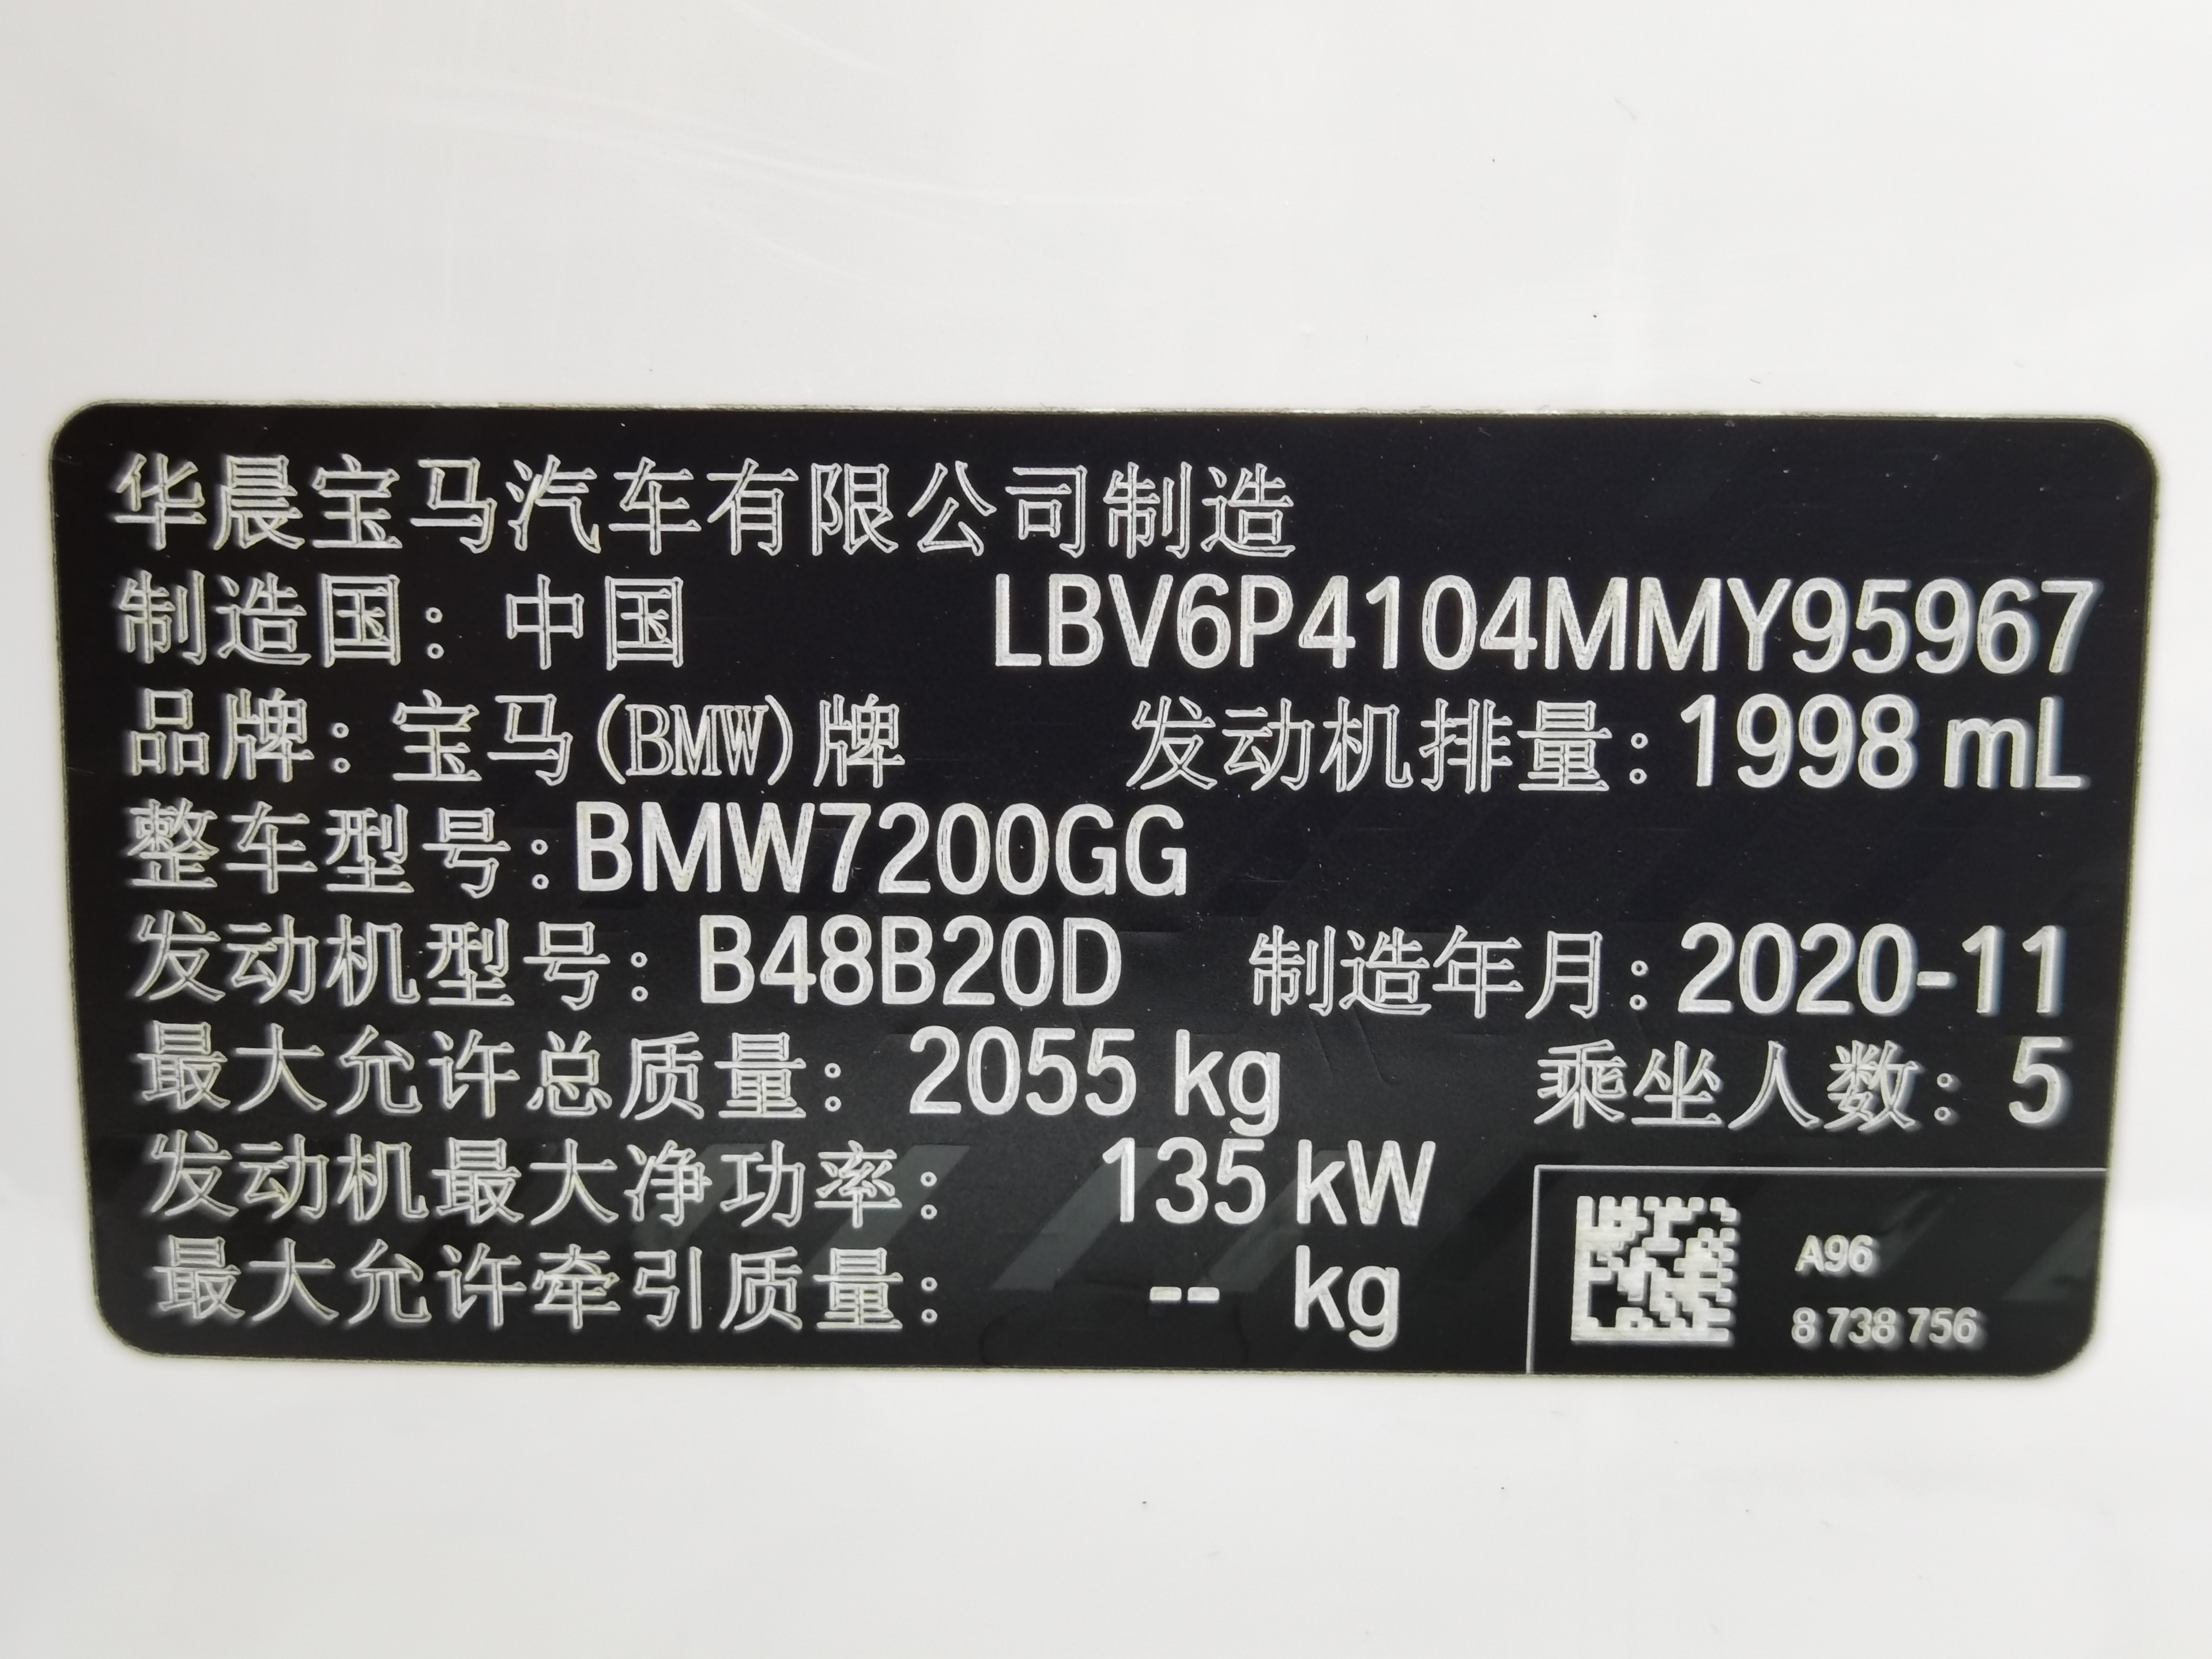 华晨宝马汽车有限公司制造
制造国：中国 LBV6P4104MMY95967
品牌：宝马(BMW)牌 发动机排量：1998 mL
整车型号：BMW7200GG
发动机型号：B48B20D 制造年月：2020-11
最大允许总质量：2055 kg 乘坐人数：5
发动机最大净功率：135 kW
最大允许牵引质量：-- kg
A96
8 738 756